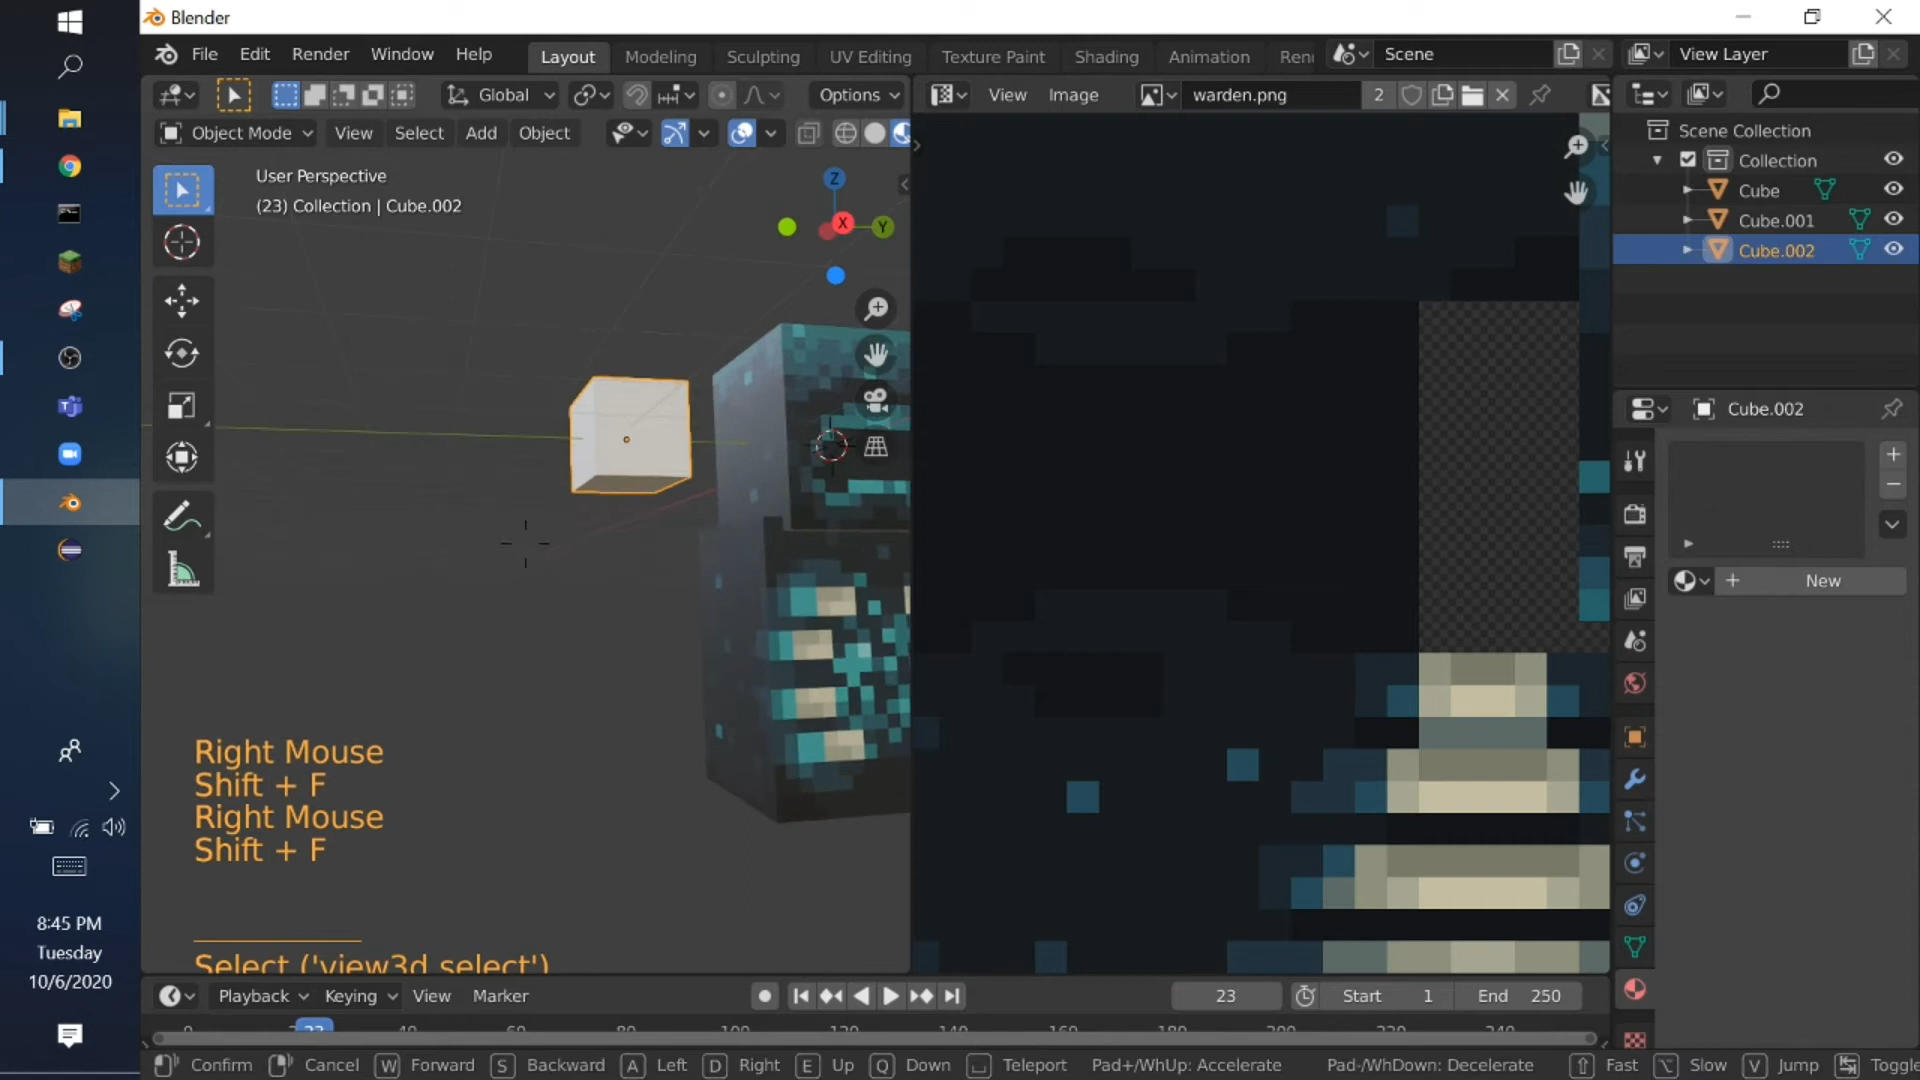 Blender
File Edit Render Window Help
Layout Modeling Sculpting UV Editing Texture Paint Shading Animation Ren
Scene
View Layer
Global
Options
View Image
warden.png
2
Object Mode View Select Add Object
User Perspective
(23) Collection | Cube.002
Z
X
Y
Scene Collection
Collection
Cube
Cube.001
Cube.002
Cube.002
New
Right Mouse
Shift + F
Right Mouse
Shift + F
Select ('view3d.select')
8:45 PM
Tuesday
10/6/2020
Playback Keying View Marker
23
Start 1
End 250
Confirm Cancel W Forward S Backward A Left D Right E Up Q Down Teleport Pad+/WhUp: Accelerate Pad-/WhDown: Decelerate Fast Slow V Jump Toggle